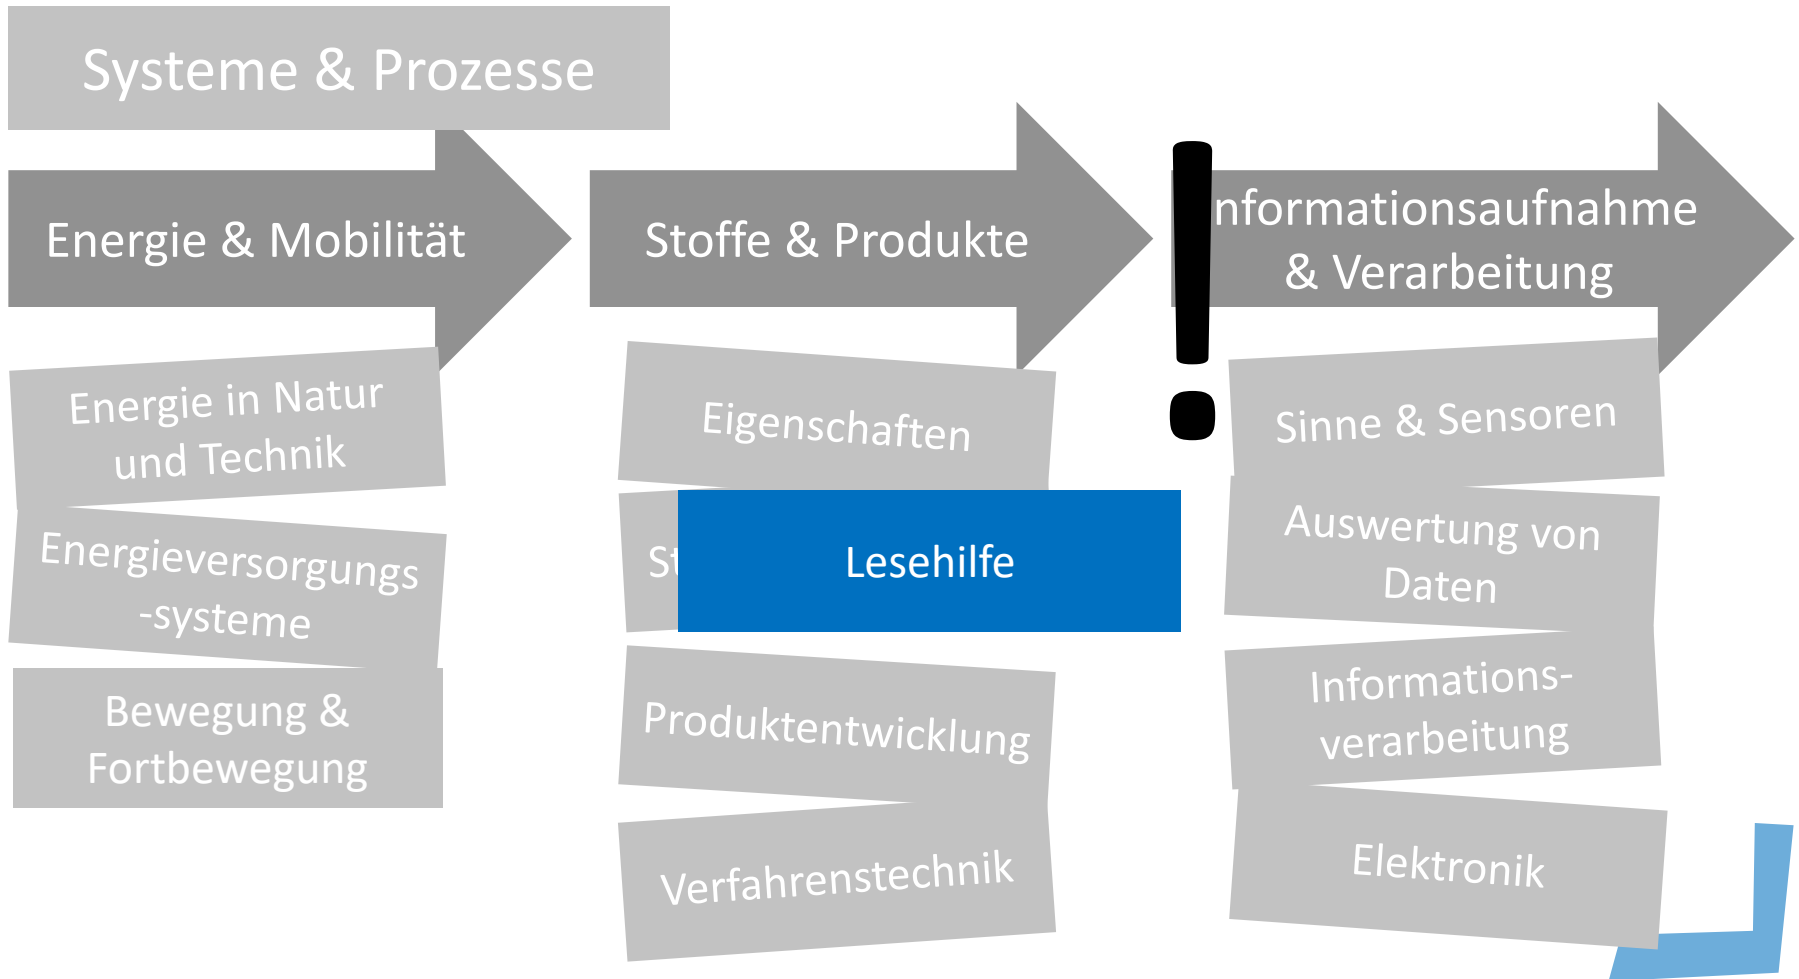 Systeme & Prozesse
Energie & Mobilität
Energie in Natur
und Technik
Energieversorgungs
-systeme
Bewegung &
Fortbewegung
Stoffe & Produkte
Eigenschaften
Lesehilfe
Produktentwicklung
Verfahrenstechnik
!
nformationsaufnahme
& Verarbeitung
Sinne & Sensoren
Auswertung von
Daten
Informations-
verarbeitung
Elektronik